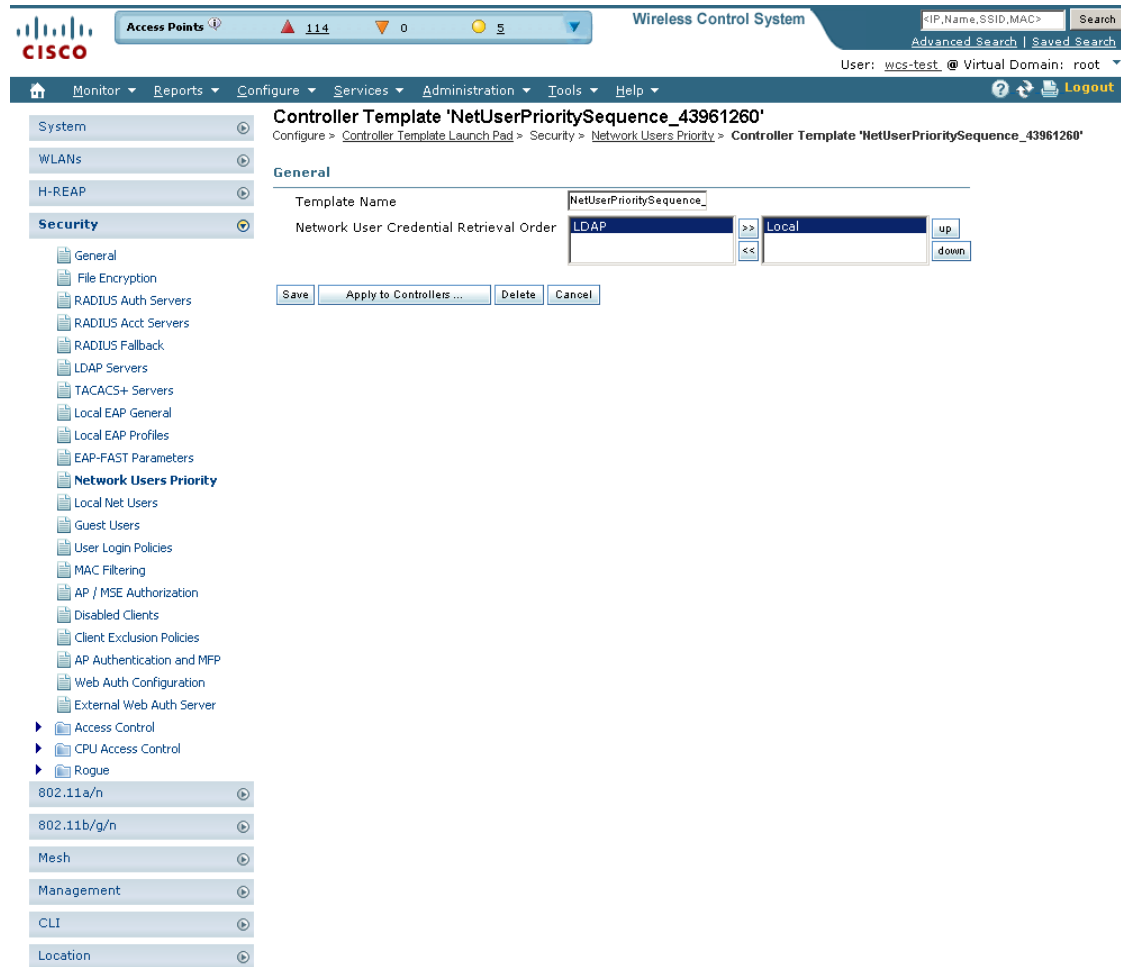 Access Points 114 0 5
Wireless Control System
<IP,Name,SSID,MAC> Search
Advanced Search | Saved Search
CISCO
User: wcs-test @ Virtual Domain: root
Monitor Reports Configure Services Administration Tools Help Logout
System
WLANs
H-REAP
Security
General
File Encryption
RADIUS Auth Servers
RADIUS Acct Servers
RADIUS Fallback
LDAP Servers
TACACS+ Servers
Local EAP General
Local EAP Profiles
EAP-FAST Parameters
Network Users Priority
Local Net Users
Guest Users
User Login Policies
MAC Filtering
AP / MSE Authorization
Disabled Clients
Client Exclusion Policies
AP Authentication and MFP
Web Auth Configuration
External Web Auth Server
Access Control
CPU Access Control
Rogue
802.11a/n
802.11b/g/n
Mesh
Management
CLI
Location
Controller Template 'NetUserPrioritySequence_43961260'
Configure > Controller Template Launch Pad > Security > Network Users Priority > Controller Template 'NetUserPrioritySequence_43961260'
General
Template Name NetUserPrioritySequence_
Network User Credential Retrieval Order LDAP >> Local up
<< down
Save Apply to Controllers ... Delete Cancel